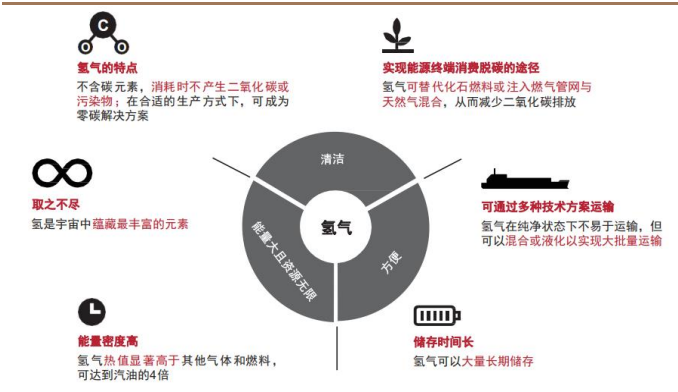 C
O O
氢气的特点
不含碳元素，消耗时不产生二氧化碳或
污染物；在合适的生产方式下，可成为
零碳解决方案
实现能源终端消费脱碳的途径
氢气可替代化石燃料或注入燃气管网与
天然气混合，从而减少二氧化碳排放
清洁
氢气
能量大且资源无限
方便
取之不尽
氢是宇宙中蕴藏最丰富的元素
可通过多种技术方案运输
氢气在纯净状态下不易于运输，但
可以混合或液化以实现大批量运输
能量密度高
氢气热值显著高于其他气体和燃料，
可达到汽油的4倍
储存时间长
氢气可以大量长期储存